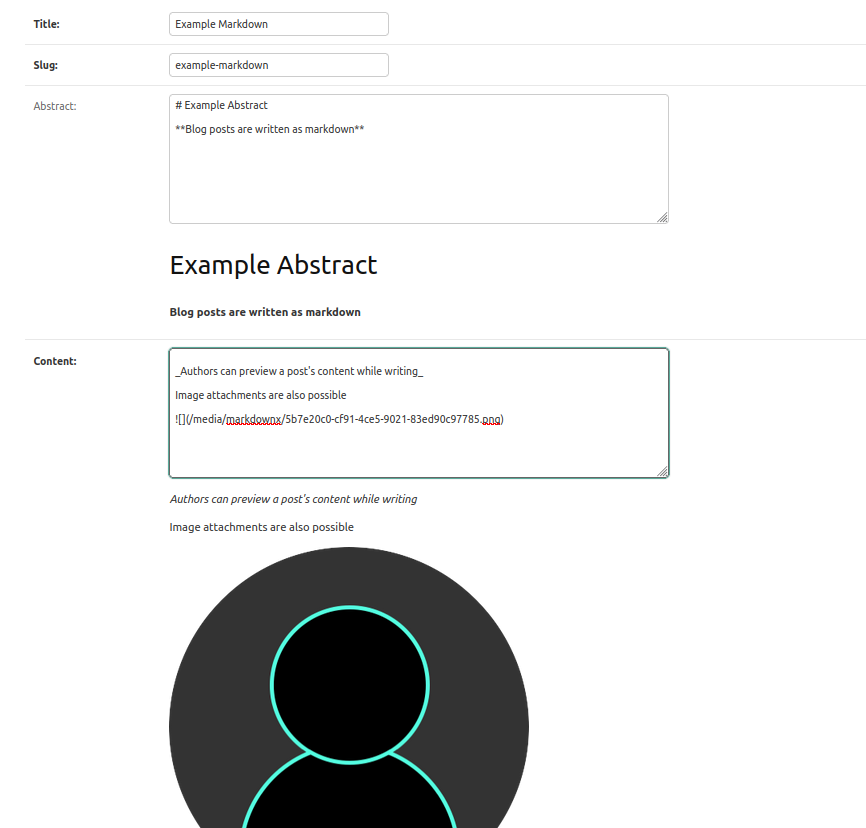 Title:
Example Markdown
Slug:
example-markdown
Abstract:
# Example Abstract
**Blog posts are written as markdown**
Example Abstract
Blog posts are written as markdown
Content:
_Authors can preview a post's content while writing_
Image attachments are also possible
![](/media/markdownx/5b7e20c0-cf91-4ce5-9021-83ed90c97785.png)
Authors can preview a post's content while writing
Image attachments are also possible